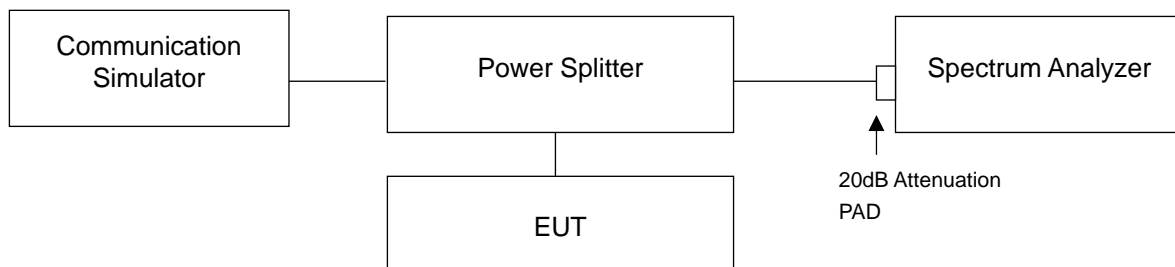 Communication
Simulator
Power Splitter
Spectrum Analyzer
20dB Attenuation
PAD
EUT